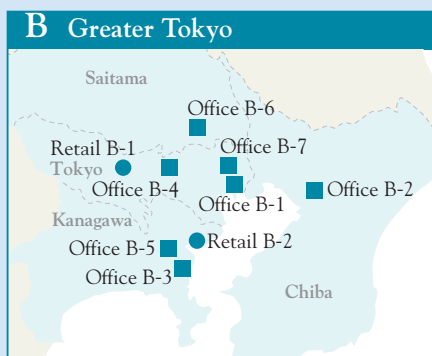 B Greater Tokyo
Saitama
Office B-6
Retail B-1
Office B-7
Tokyo
Office B-4
Office B-2
Office B-1
Kanagawa
Office B-5
Retail B-2
Office B-3
Chiba